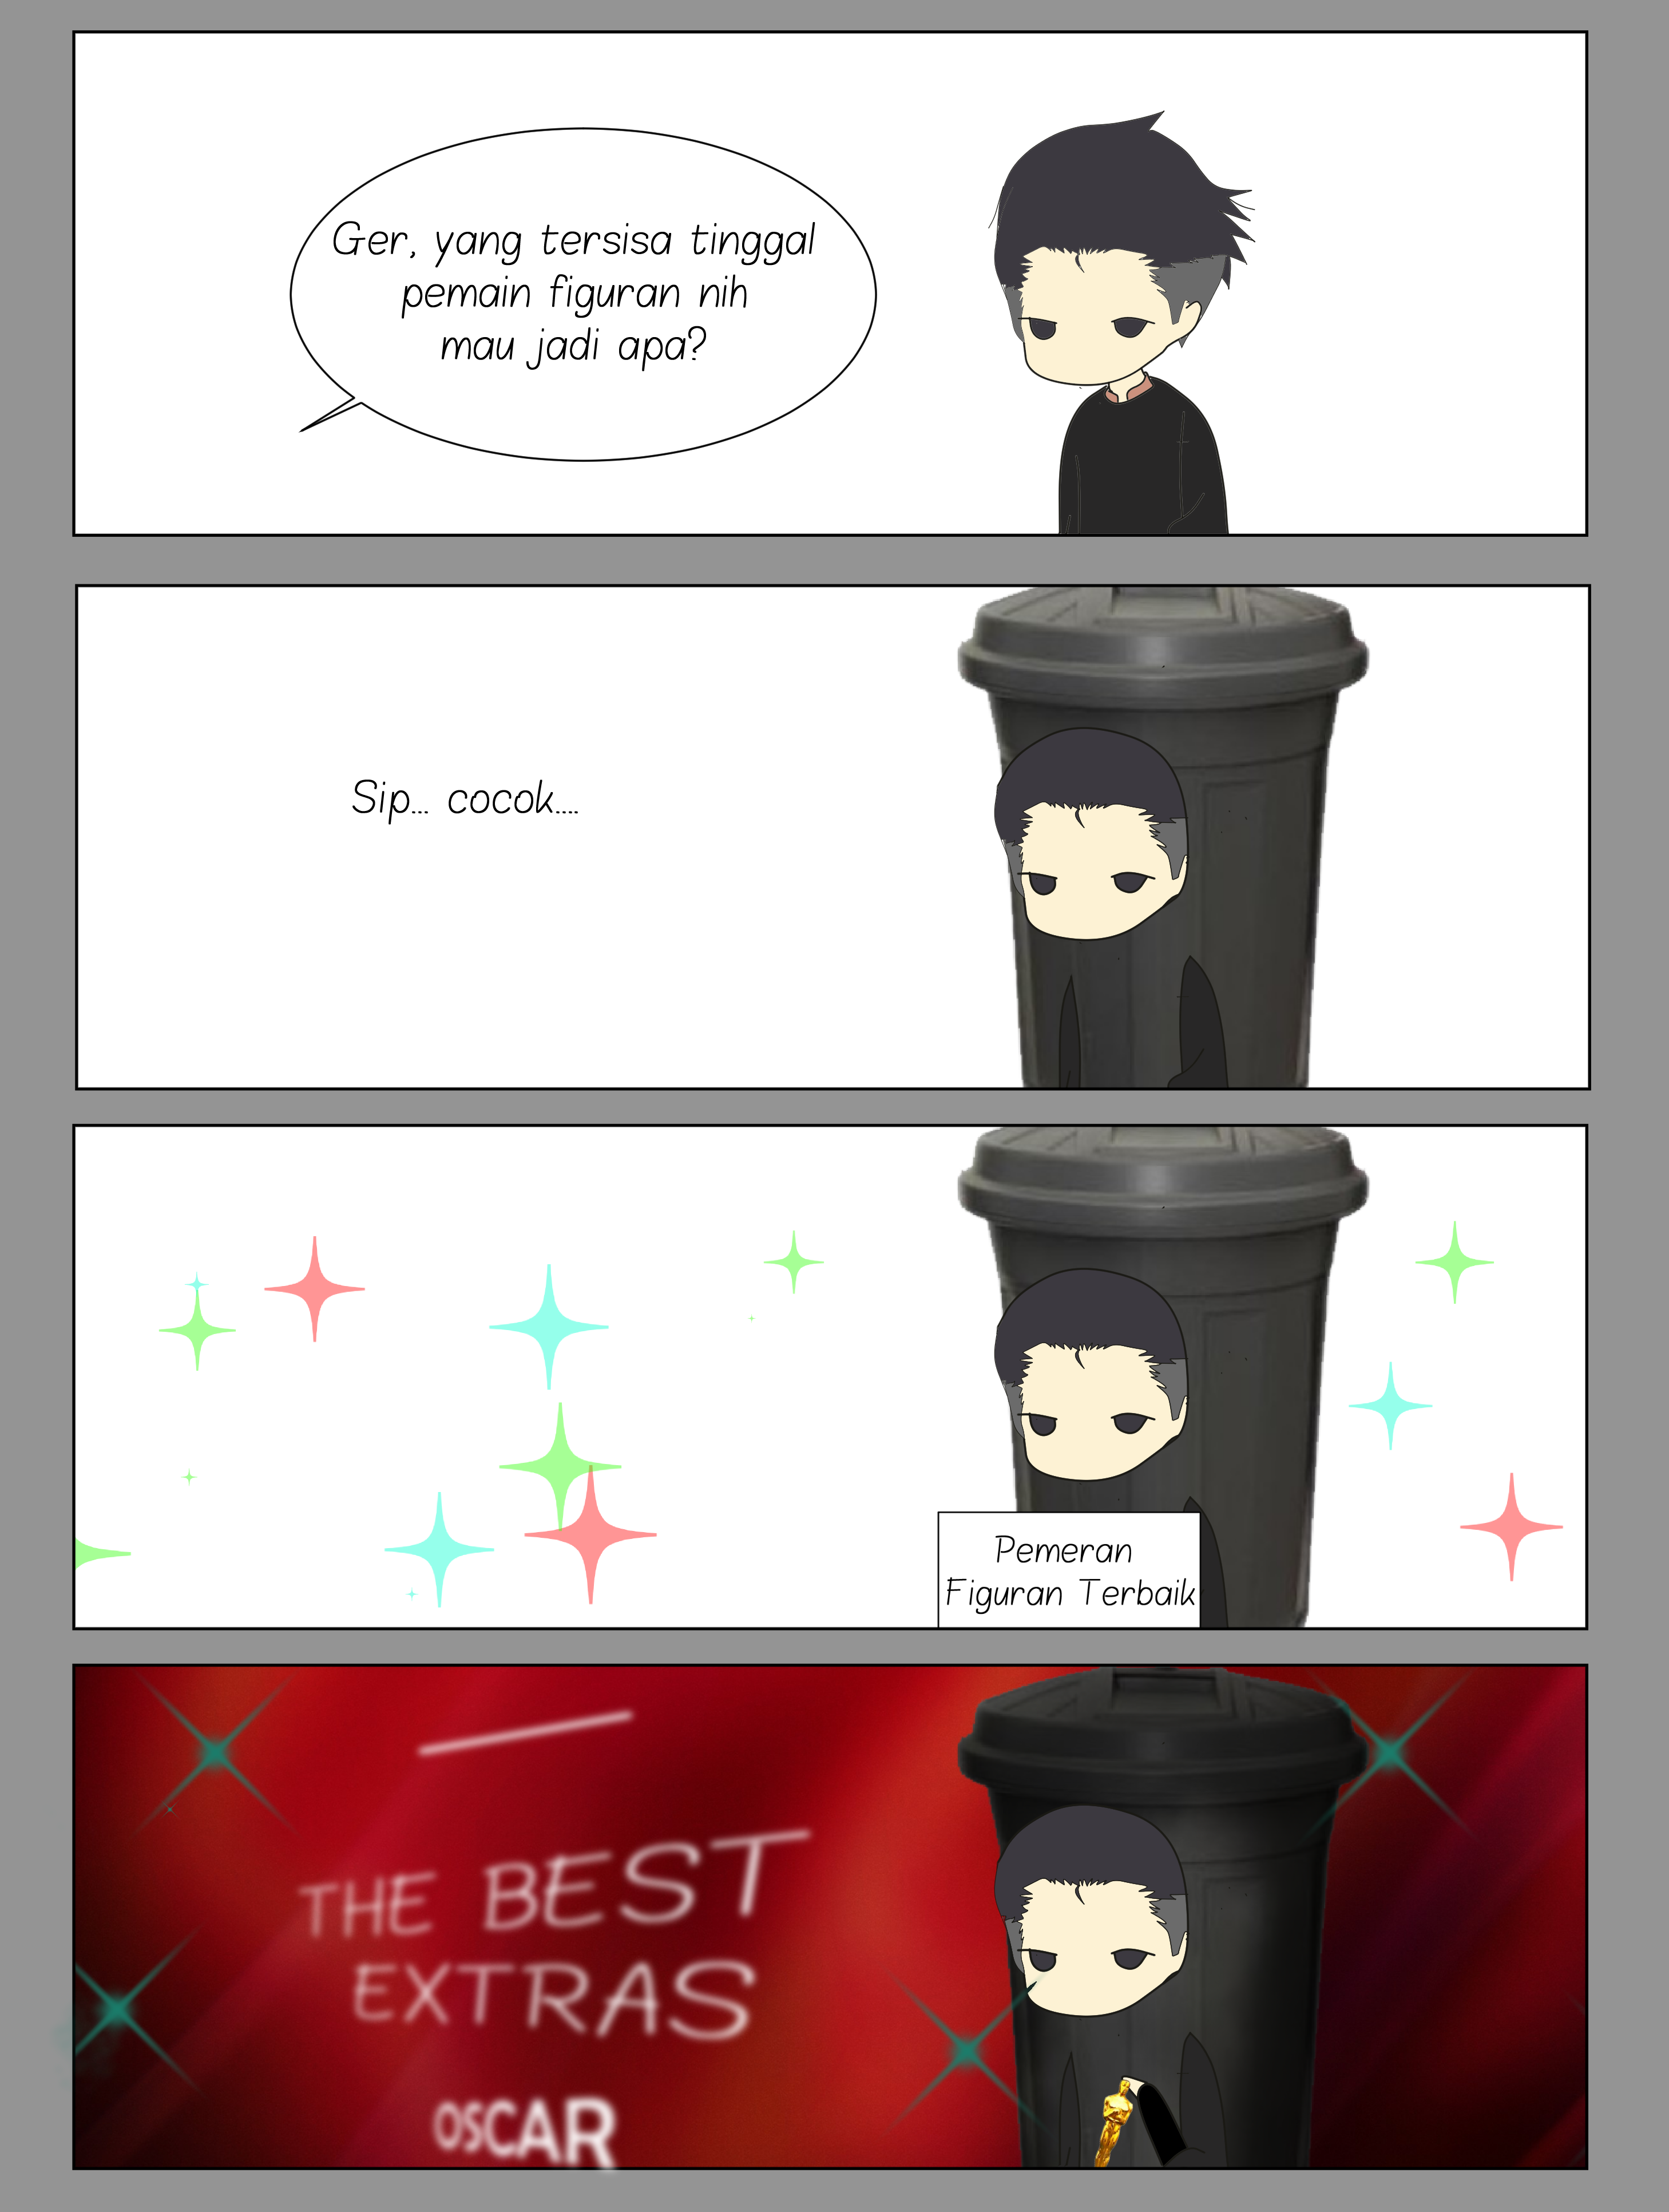 Ger, yang tersisa tinggal
pemain figuran nih
mau jadi apa?
Sip... cocok....
Pemeran
Figuran Terbaik
THE BEST
EXTRAS
OSCAR